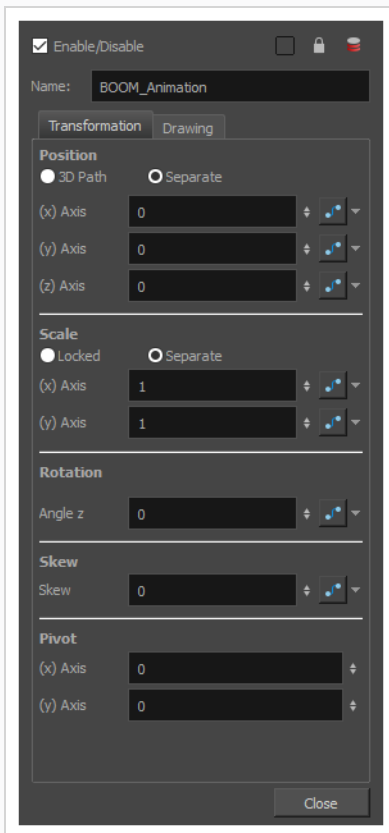 Enable/Disable
Name: BOOM_Animation
Transformation Drawing
Position
3D Path Separate
(x) Axis 0
(y) Axis 0
(z) Axis 0
Scale
Locked Separate
(x) Axis 1
(y) Axis 1
Rotation
Angle z 0
Skew
Skew 0
Pivot
(x) Axis 0
(y) Axis 0
Close